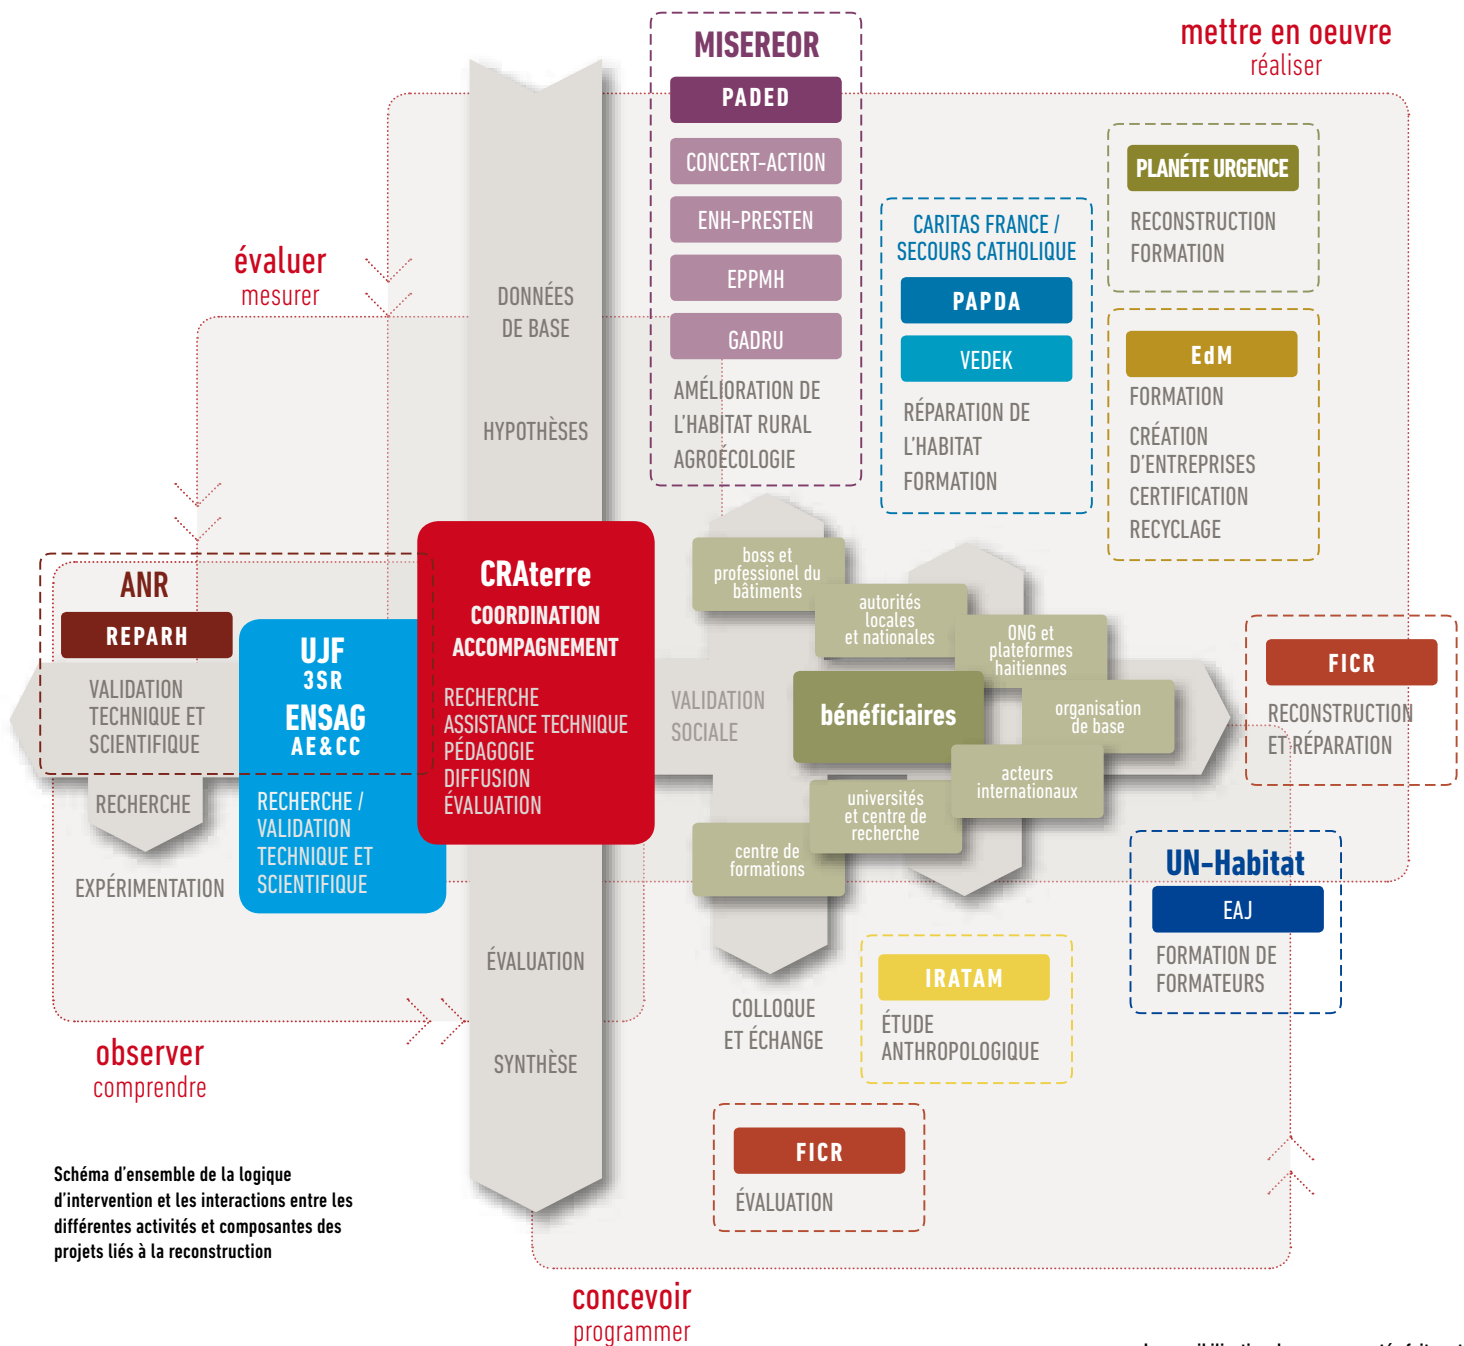 MISEREOR
PADED
CONCERT-ACTION
ENH-PRESTEN
EPPMH
GADRU
AMÉLIORATION DE
L'HABITAT RURAL
AGROÉCOLOGIE
mettre en oeuvre
réaliser
PLANÉTE URGENCE
RECONSTRUCTION
FORMATION
CARITAS FRANCE /
SECOURS CATHOLIQUE
PAPDA
VEDEK
RÉPARATION DE
L'HABITAT
FORMATION
EdM
FORMATION
CRÉATION
D'ENTREPRISES
CERTIFICATION
RECYCLAGE
évaluer
mesurer
DONNÉES
DE BASE
HYPOTHÈSES
ANR
REPARH
VALIDATION
TECHNIQUE ET
SCIENTIFIQUE
RECHERCHE
EXPÉRIMENTATION
UJF
3SR
ENSAG
AE&CC
RECHERCHE /
VALIDATION
TECHNIQUE ET
SCIENTIFIQUE
CRAterre
COORDINATION
ACCOMPAGNEMENT
RECHERCHE
ASSISTANCE TECHNIQUE
PÉDAGOGIE
DIFFUSION
ÉVALUATION
VALIDATION
SOCIALE
boss et
professionel du
bâtiments
autorités
locales
et nationales
ONG et
plateformes
haitiennes
bénéficiaires
organisation
de base
acteurs
internationaux
universités
et centre de
recherche
centre de
formations
FICR
RECONSTRUCTION
ET RÉPARATION
UN-Habitat
EAJ
FORMATION DE
FORMATEURS
ÉVALUATION
SYNTHÈSE
COLLOQUE
ET ÉCHANGE
IRATAM
ÉTUDE
ANTHROPOLOGIQUE
FICR
ÉVALUATION
observer
comprendre
Schéma d'ensemble de la logique
d'intervention et les interactions entre les
différentes activités et composantes des
projets liés à la reconstruction
concevoir
programmer